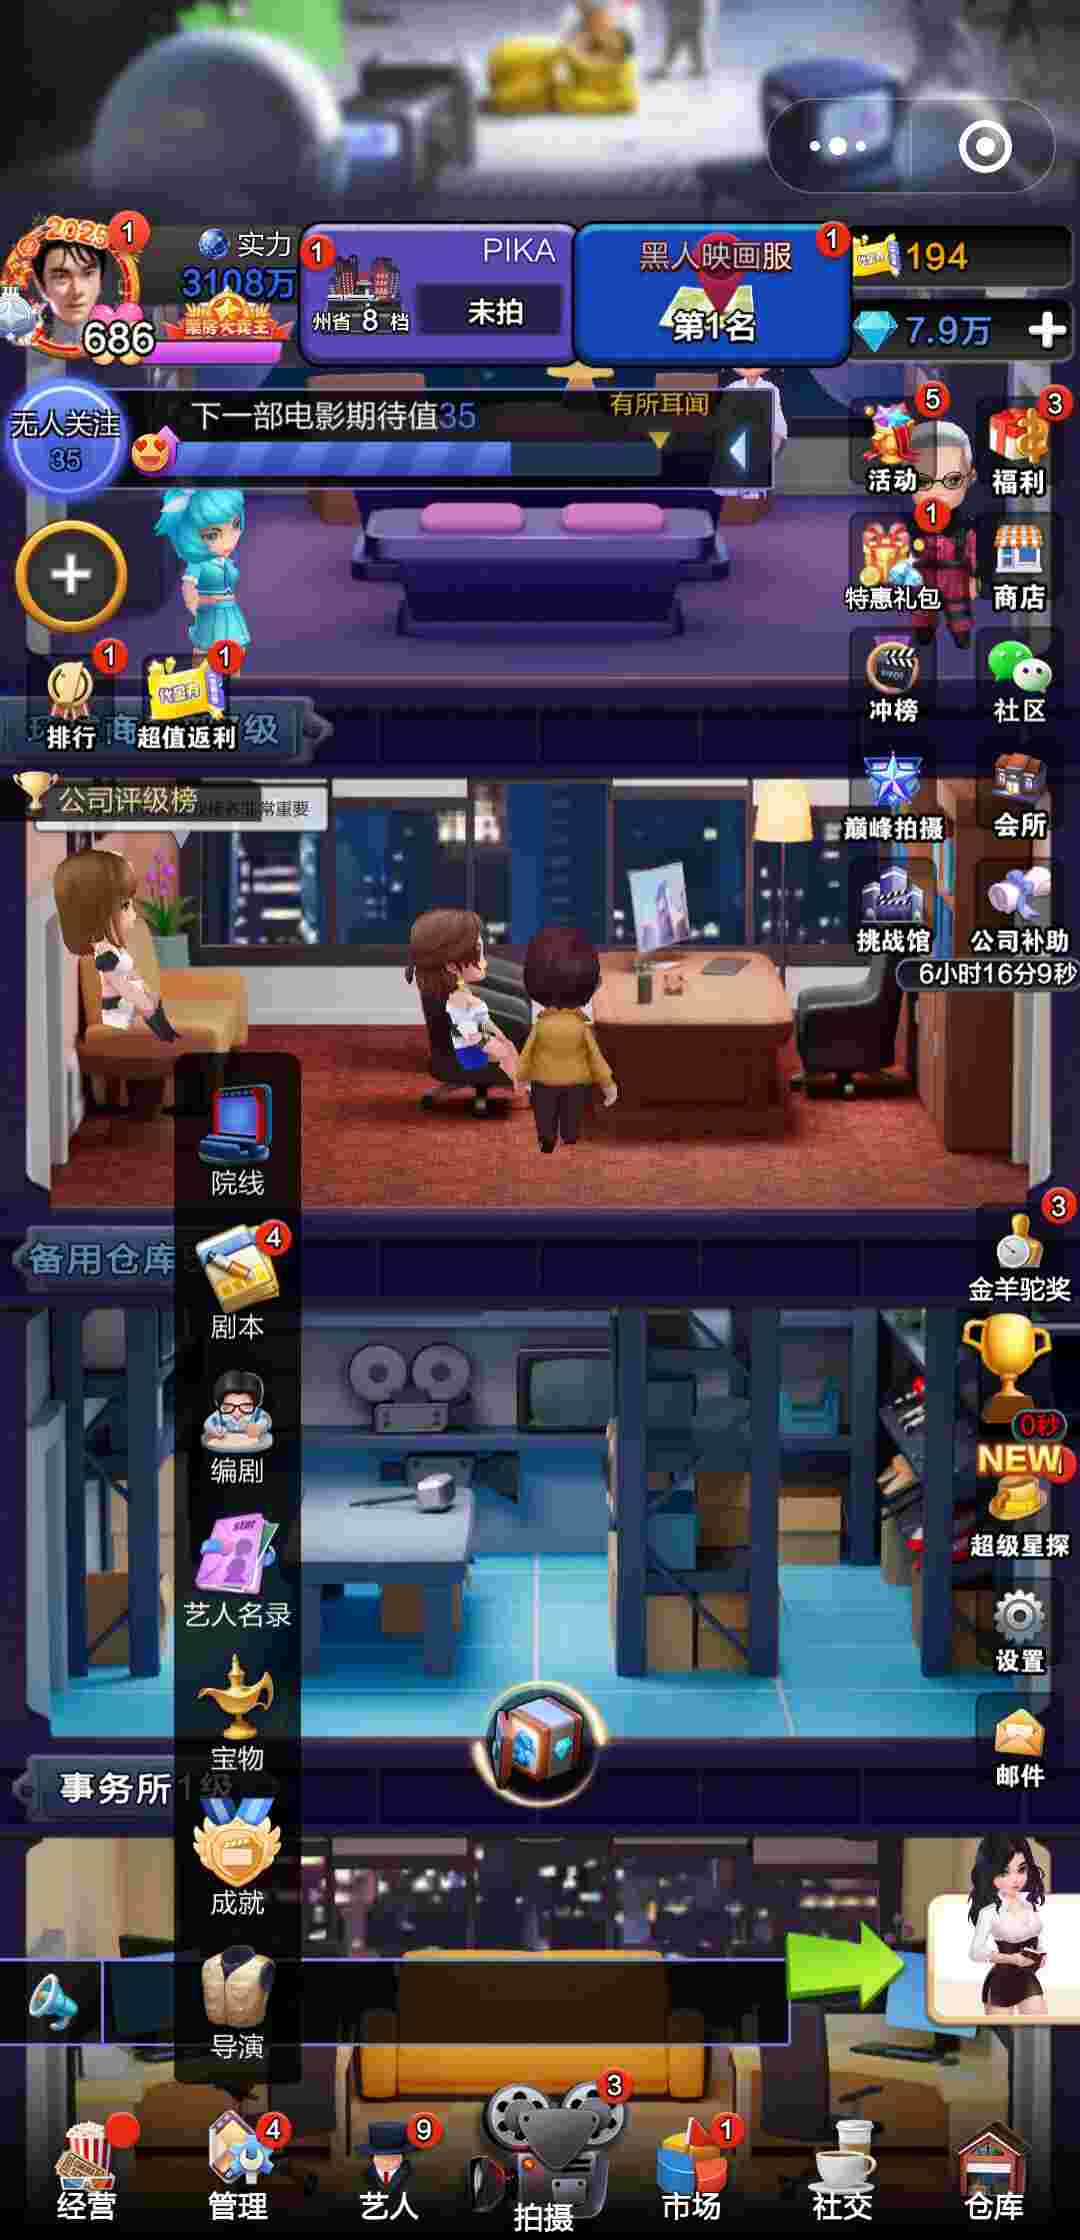 2025
1
实力
3108万
686
票房大赛王
1
PIKA
州省 8 档
未拍
黑人映画服
1
第1名
194
7.9万
无人关注
35
下一部电影期待值35
有所耳闻
活动
5
福利
3
特惠礼包
1
商店
排行
1
超值返利
1
级
冲榜
社区
公司评级榜
常重要
巅峰拍摄
会所
挑战馆
公司补助
6小时16分9秒
院线
备用仓库
剧本
4
3
金羊驼奖
编剧
0秒
NEW
超级星探
艺人名录
设置
宝物
邮件
事务所1级
成就
导演
经营
管理
4
艺人
9
拍摄
3
市场
1
社交
仓库